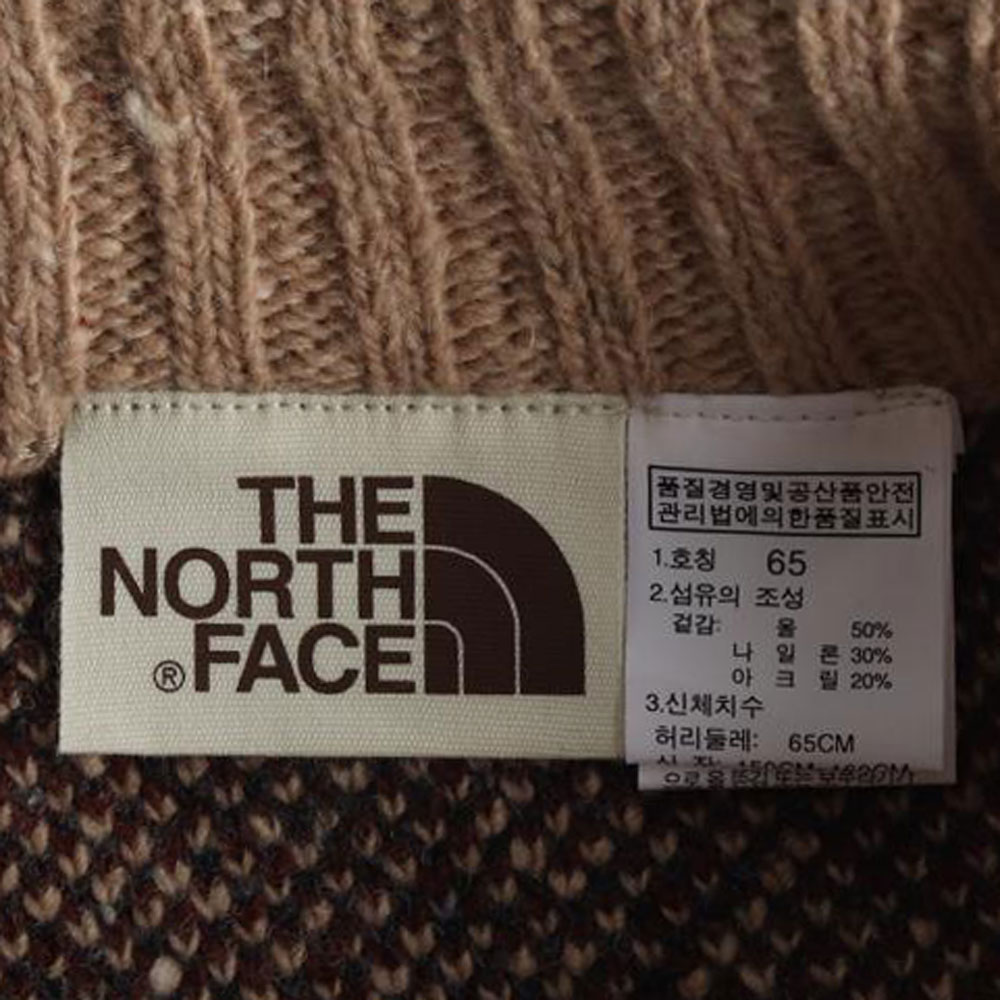 THE
NORTH
® FACE
품질경영및공산품안전
관리법에의한품질표시
1.호칭 65
2.섬유의 조성
겉감: 울 50%
나 일 론 30%
아 크 릴 20%
3.신체치수
허리둘레: 65CM